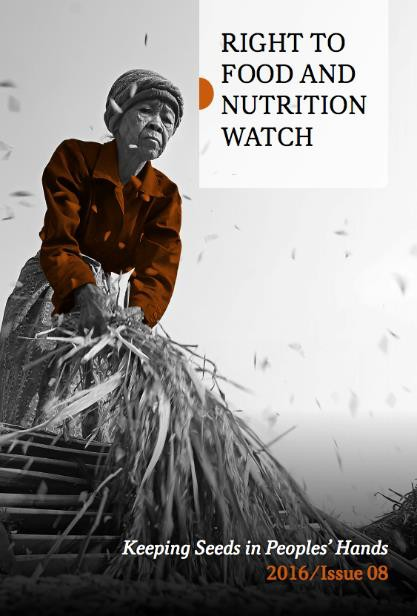 RIGHT TO
FOOD AND
NUTRITION
WATCH
Keeping Seeds in Peoples' Hands
2016/Issue 08